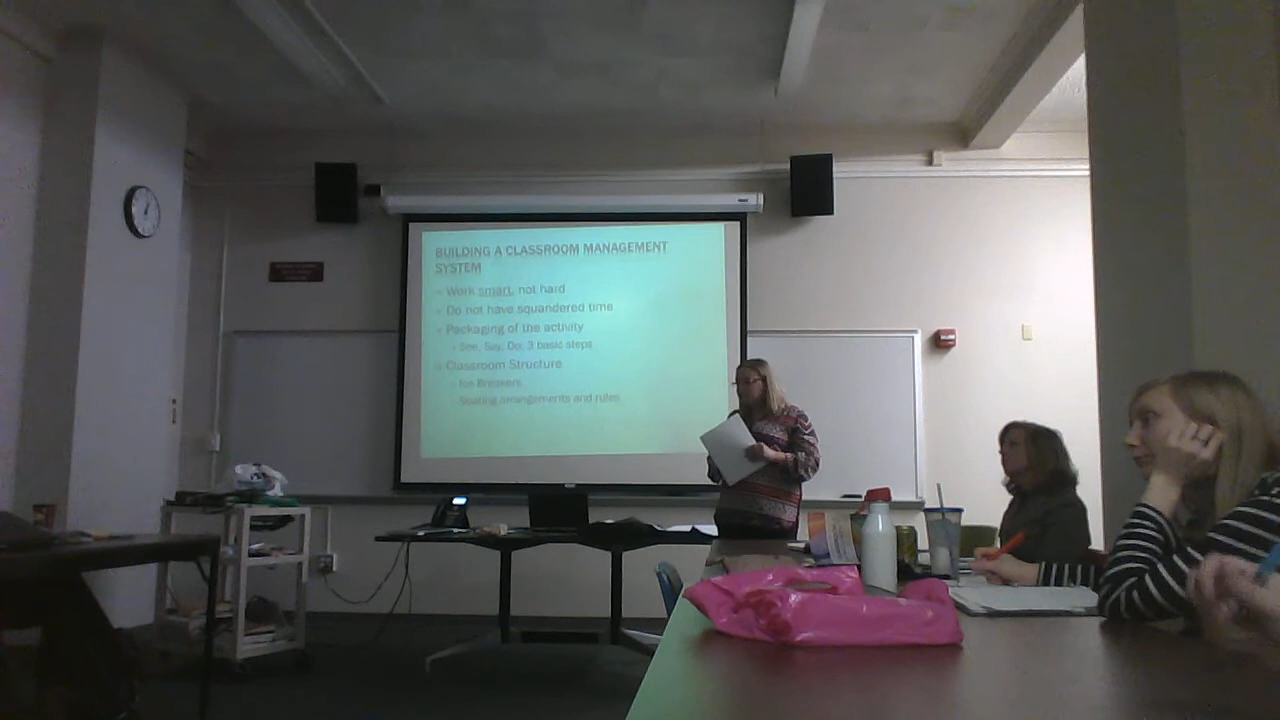 BUILDING A CLASSROOM MANAGEMENT
SYSTEM
Work smart, not hard
Do not have squandered time
Packaging of the activity
See, Say, Do, 3 basic steps
Classroom Structure
Ice Breakers
Seating arrangements and rules